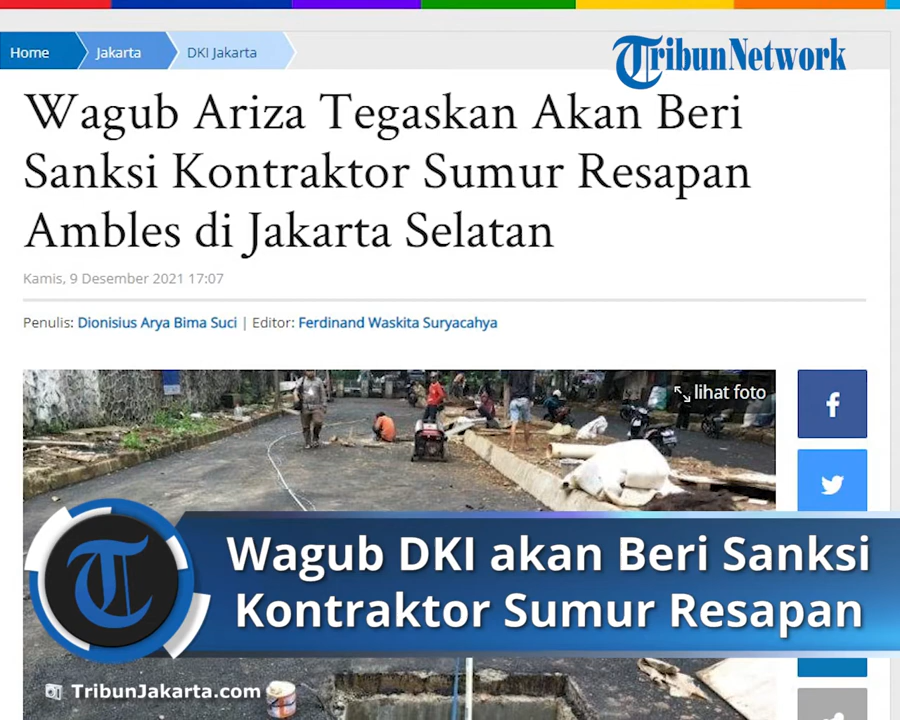 TribunNetwork
Home
Jakarta
DKI Jakarta
Wagub Ariza Tegaskan Akan Beri
Sanksi Kontraktor Sumur Resapan
Ambles di Jakarta Selatan
Kamis, 9 Desember 2021 17:07
Penulis: Dionisius Arya Bima Suci | Editor: Ferdinand Waskita Suryacahya
lihat foto
Wagub DKI akan Beri Sanksi
Kontraktor Sumur Resapan
TribunJakarta.com